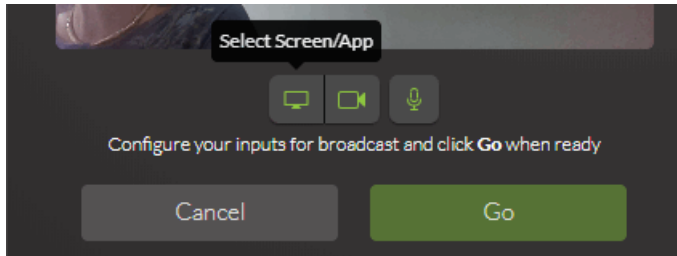 Select Screen/App
Configure your inputs for broadcast and click Go when ready
Cancel
Go